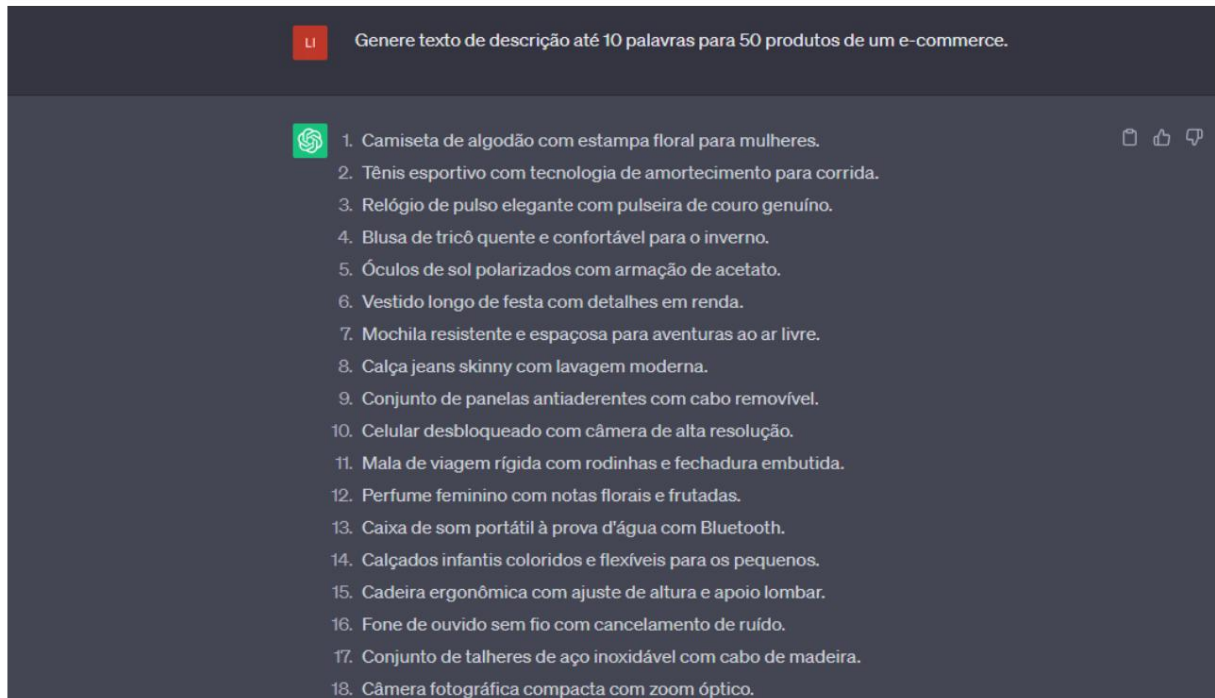 LI
Genere texto de descrição até 10 palavras para 50 produtos de um e-commerce.
1. Camiseta de algodão com estampa floral para mulheres.
2. Tênis esportivo com tecnologia de amortecimento para corrida.
3. Relógio de pulso elegante com pulseira de couro genuíno.
4. Blusa de tricô quente e confortável para o inverno.
5. Óculos de sol polarizados com armação de acetato.
6. Vestido longo de festa com detalhes em renda.
7. Mochila resistente e espaçosa para aventuras ao ar livre.
8. Calça jeans skinny com lavagem moderna.
9. Conjunto de panelas antiaderentes com cabo removível.
10. Celular desbloqueado com câmera de alta resolução.
11. Mala de viagem rígida com rodinhas e fechadura embutida.
12. Perfume feminino com notas florais e frutadas.
13. Caixa de som portátil à prova d'água com Bluetooth.
14. Calçados infantis coloridos e flexíveis para os pequenos.
15. Cadeira ergonômica com ajuste de altura e apoio lombar.
16. Fone de ouvido sem fio com cancelamento de ruído.
17. Conjunto de talheres de aço inoxidável com cabo de madeira.
18. Câmera fotográfica compacta com zoom óptico.